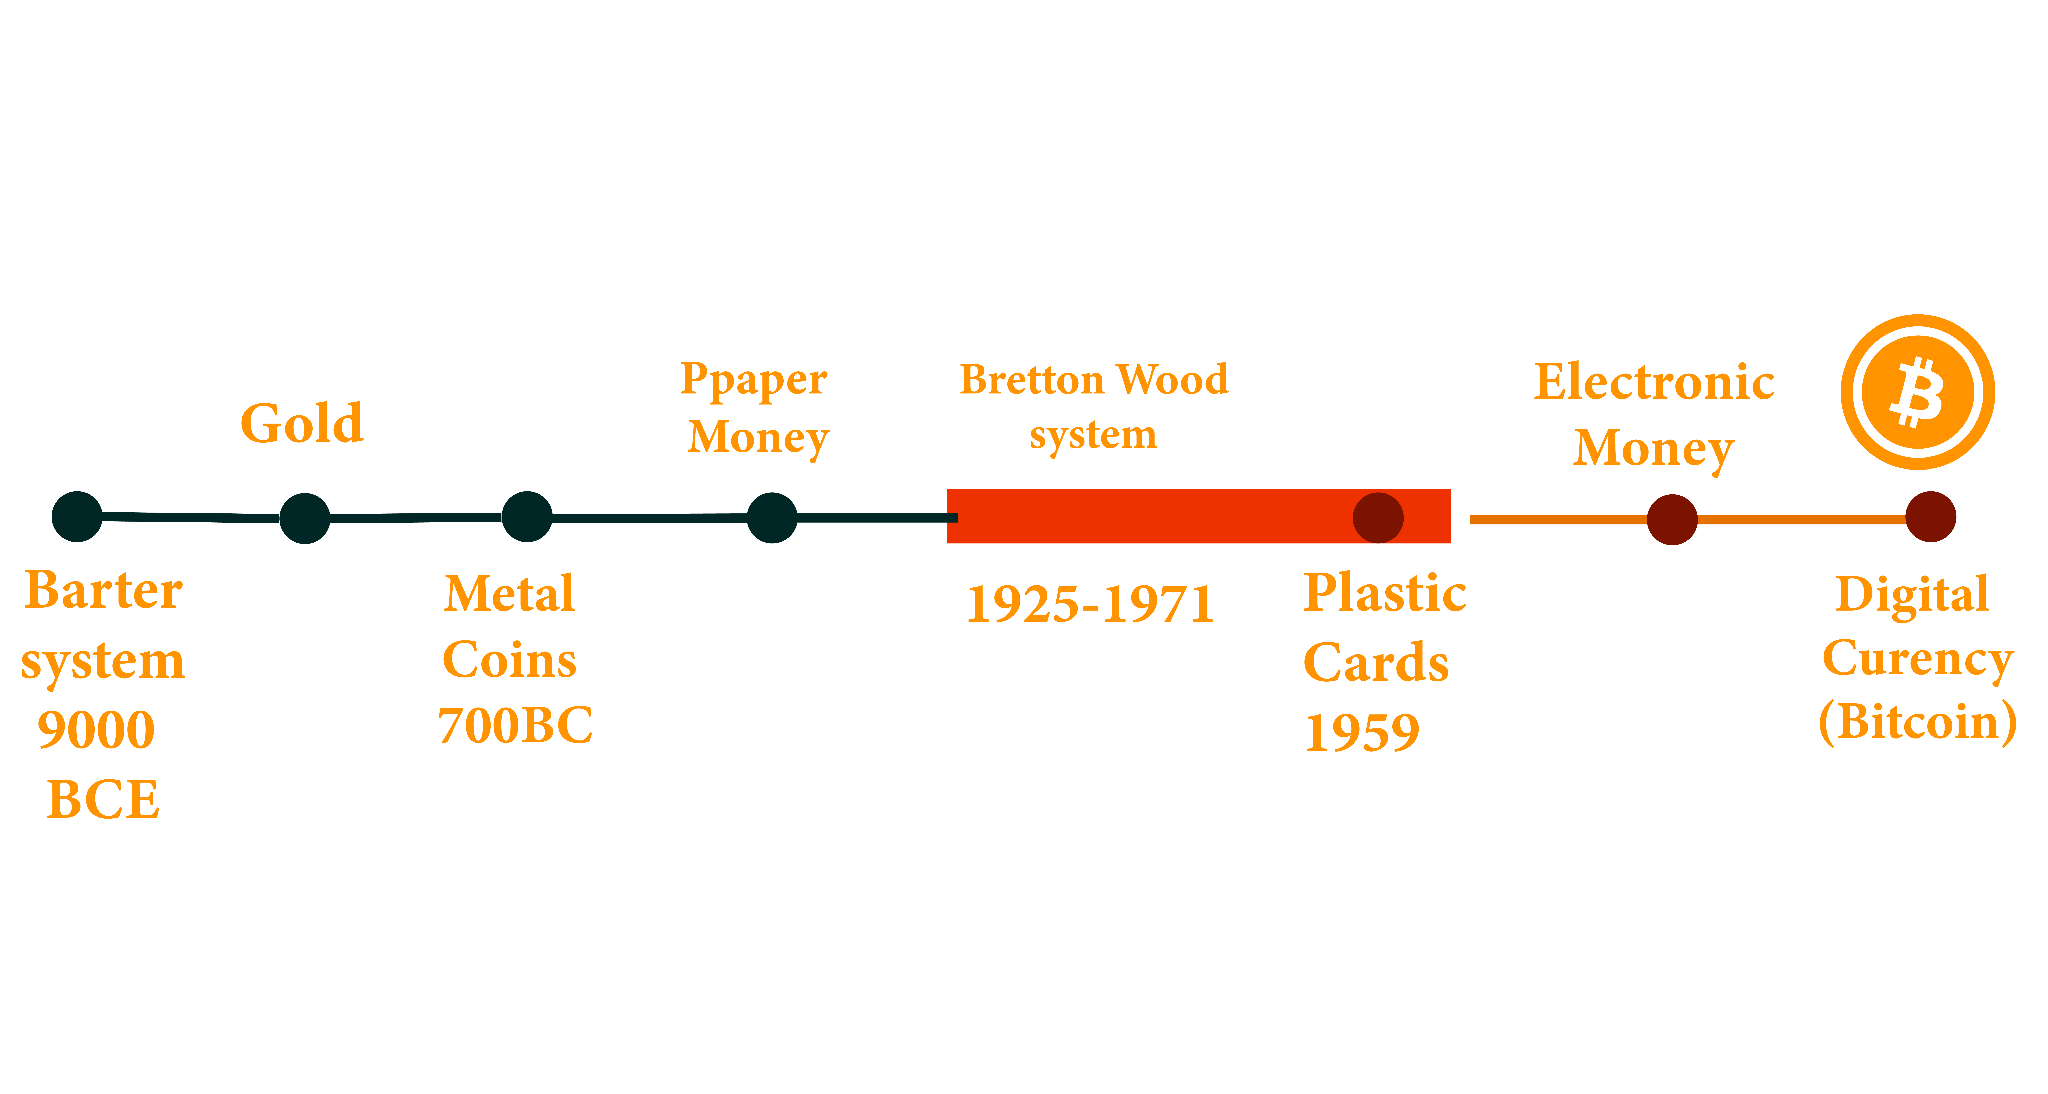 Barter
system
9000
BCE
Gold
Metal
Coins
700BC
Ppaper
Money
Bretton Wood
system
1925-1971
Plastic
Cards
1959
Electronic
Money
Digital
Curency
(Bitcoin)